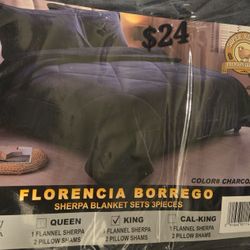 $24
COLOR# CHARCO
FLORENCIA BORREGO
SHERPA BLANKET SETS 3PIECES
QUEEN
1 FLANNEL SHERPA
2 PILLOW SHAMS
KING
1 FLANNEL SHERPA
2 PILLOW SHAMS
CAL-KING
1 FLANNEL SHERPA
2 PILLOW SHAMS